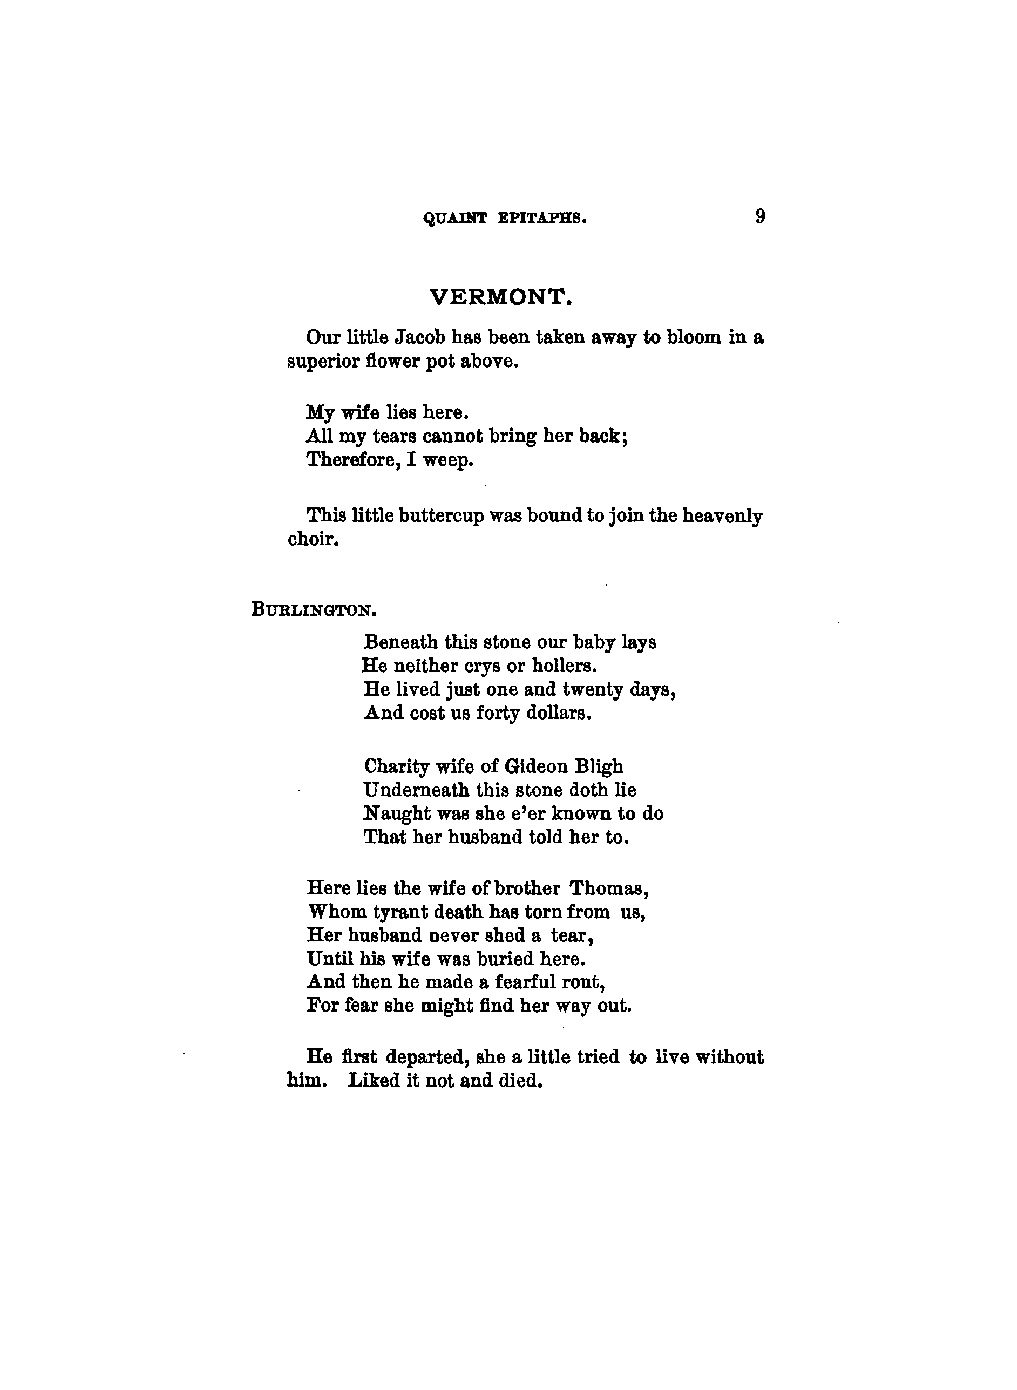 QUAINT EPITAPHS. 9
VERMONT.
Our little Jacob has been taken away to bloom in a
superior flower pot above.
My wife lies here.
All my tears cannot bring her back;
Therefore, I weep.
This little buttercup was bound to join the heavenly
choir.
BURLINGTON.
Beneath this stone our baby lays
He neither crys or hollers.
He lived just one and twenty days,
And cost us forty dollars.
Charity wife of Gideon Bligh
Underneath this stone doth lie
Naught was she e'er known to do
That her husband told her to.
Here lies the wife of brother Thomas,
Whom tyrant death has torn from us,
Her husband never shed a tear,
Until his wife was buried here.
And then he made a fearful rout,
For fear she might find her way out.
He first departed, she a little tried to live without
him. Liked it not and died.